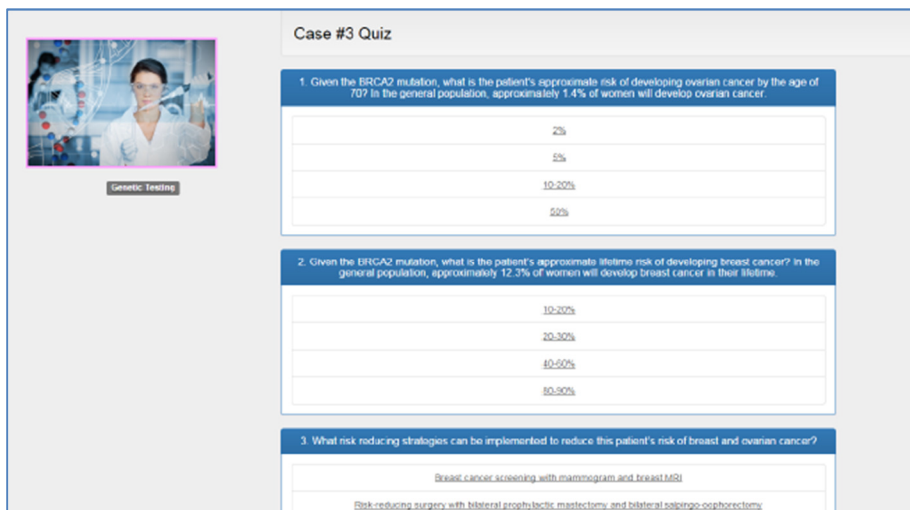 Case #3 Quiz
Genetic Testing
1. Given the BRCA2 mutation, what is the patient's approximate risk of developing ovarian cancer by the age of
70? In the general population, approximately 1.4% of women will develop ovarian cancer.
2%
5%
10-20%
50%
2. Given the BRCA2 mutation, what is the patient's approximate lifetime risk of developing breast cancer? In the
general population, approximately 12.3% of women will develop breast cancer in their lifetime.
10-20%
20-30%
40-60%
80-90%
3. What risk reducing strategies can be implemented to reduce this patient's risk of breast and ovarian cancer?
Breast cancer screening with mammogram and breast MRI
Risk-reducing surgery with bilateral prophylactic mastectomy and bilateral salpingo-oophorectomy